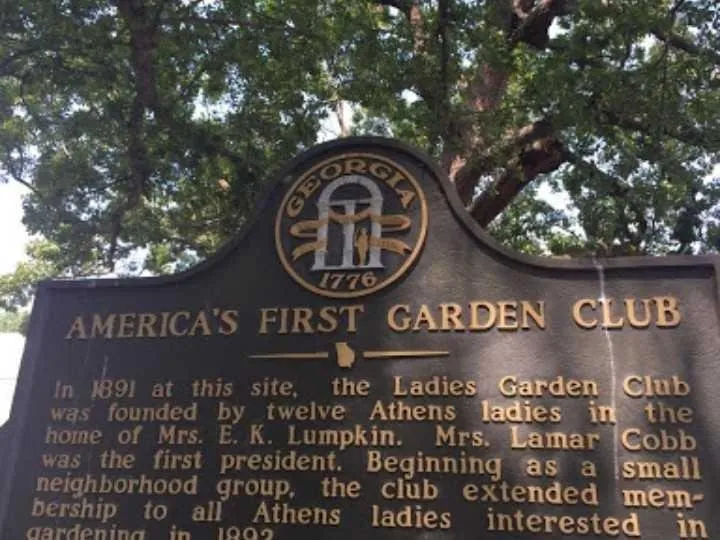 GEORGIA
1776
AMERICA'S FIRST GARDEN CLUB
In 1891 at this site, the Ladies Garden Club
was founded by twelve Athens ladies in the
home of Mrs. E. K. Lumpkin. Mrs. Lamar Cobb
was the first president. Beginning as a small
neighborhood group, the club extended mem-
bership to all Athens ladies interested in
gardening in 1892